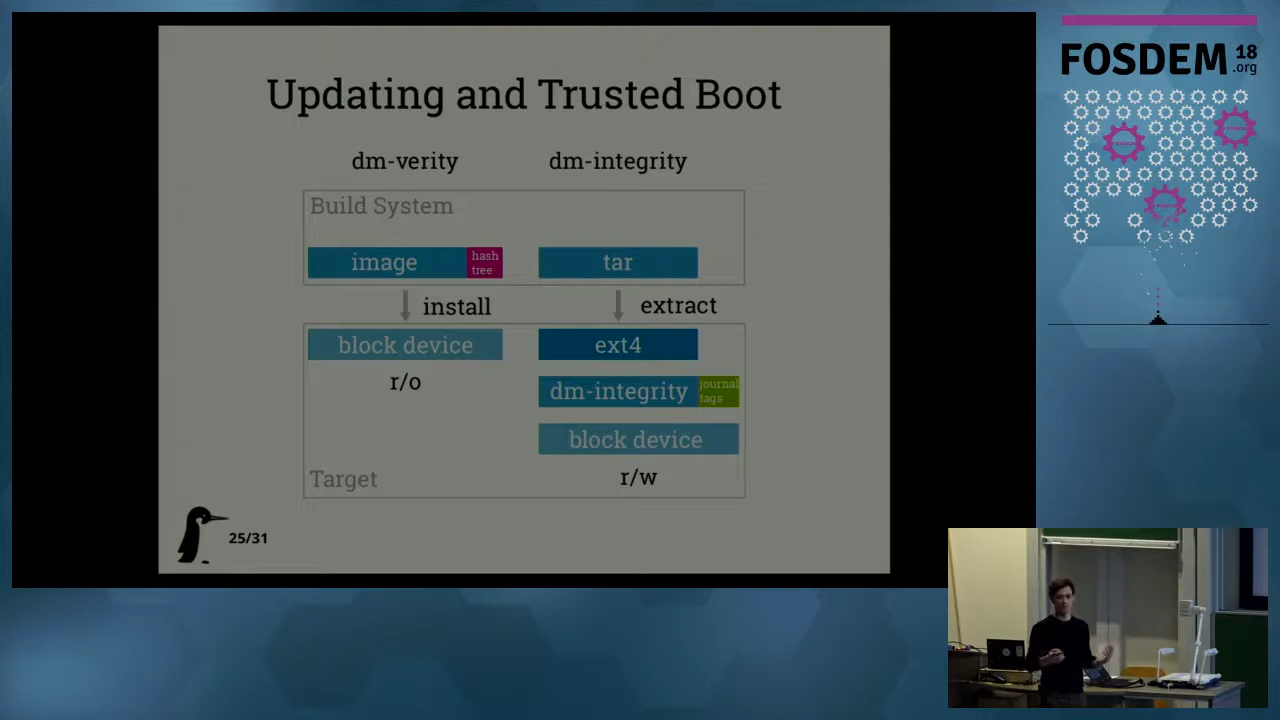 Updating and Trusted Boot
dm-verity
dm-integrity
Build System
image
hash
tree
tar
install
extract
block device
ext4
r/o
dm-integrity
journal
tags
block device
Target
r/w
25/31
FOSDEM 18
.org